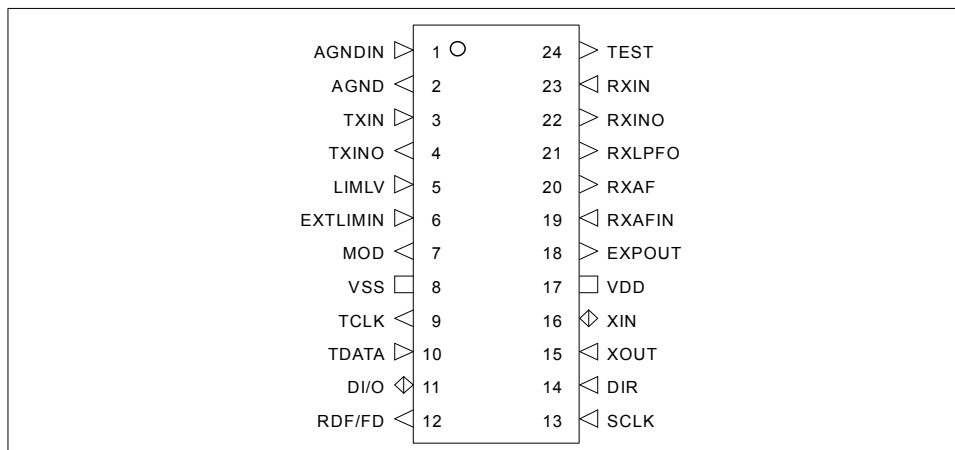 AGNDIN 1 24 TEST
AGND 2 23 RXIN
TXIN 3 22 RXINO
TXINO 4 21 RXLPFO
LIMLV 5 20 RXAF
EXTLIMIN 6 19 RXAFIN
MOD 7 18 EXPOUT
VSS 8 17 VDD
TCLK 9 16 XIN
TDATA 10 15 XOUT
DI/O 11 14 DIR
RDF/FD 12 13 SCLK